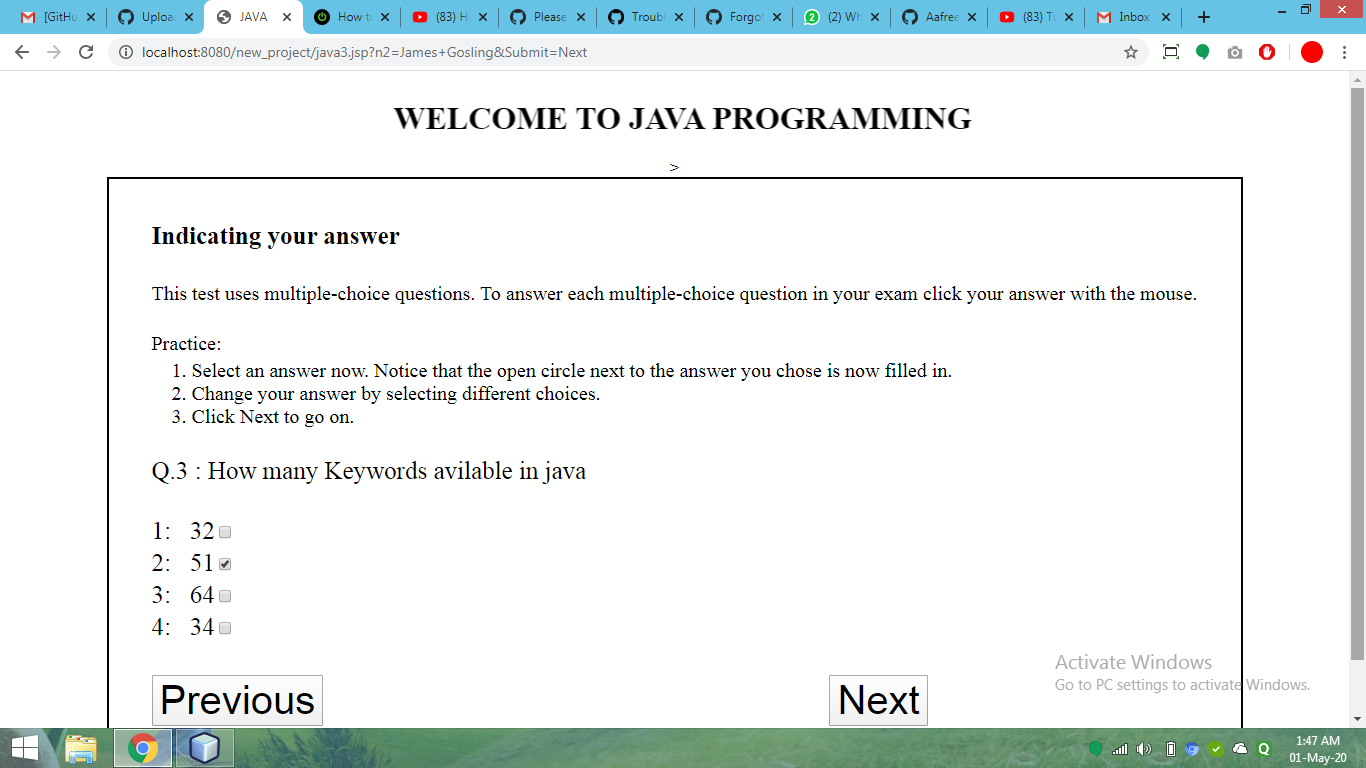 [GitHu
Uploa
JAVA
How t
(83) H
Please
Troubl
Forgot
2 (2) Wh
Aafree
(83) Tu
Inbox
localhost:8080/new_project/java3.jsp?n2=James+Gosling&Submit=Next
WELCOME TO JAVA PROGRAMMING
>
Indicating your answer
This test uses multiple-choice questions. To answer each multiple-choice question in your exam click your answer with the mouse.
Practice:
1. Select an answer now. Notice that the open circle next to the answer you chose is now filled in.
2. Change your answer by selecting different choices.
3. Click Next to go on.
Q.3 : How many Keywords avilable in java
1: 32
2: 51
3: 64
4: 34
Previous
Next
Activate Windows
Go to PC settings to activate Windows.
Q
1:47 AM
01-May-20